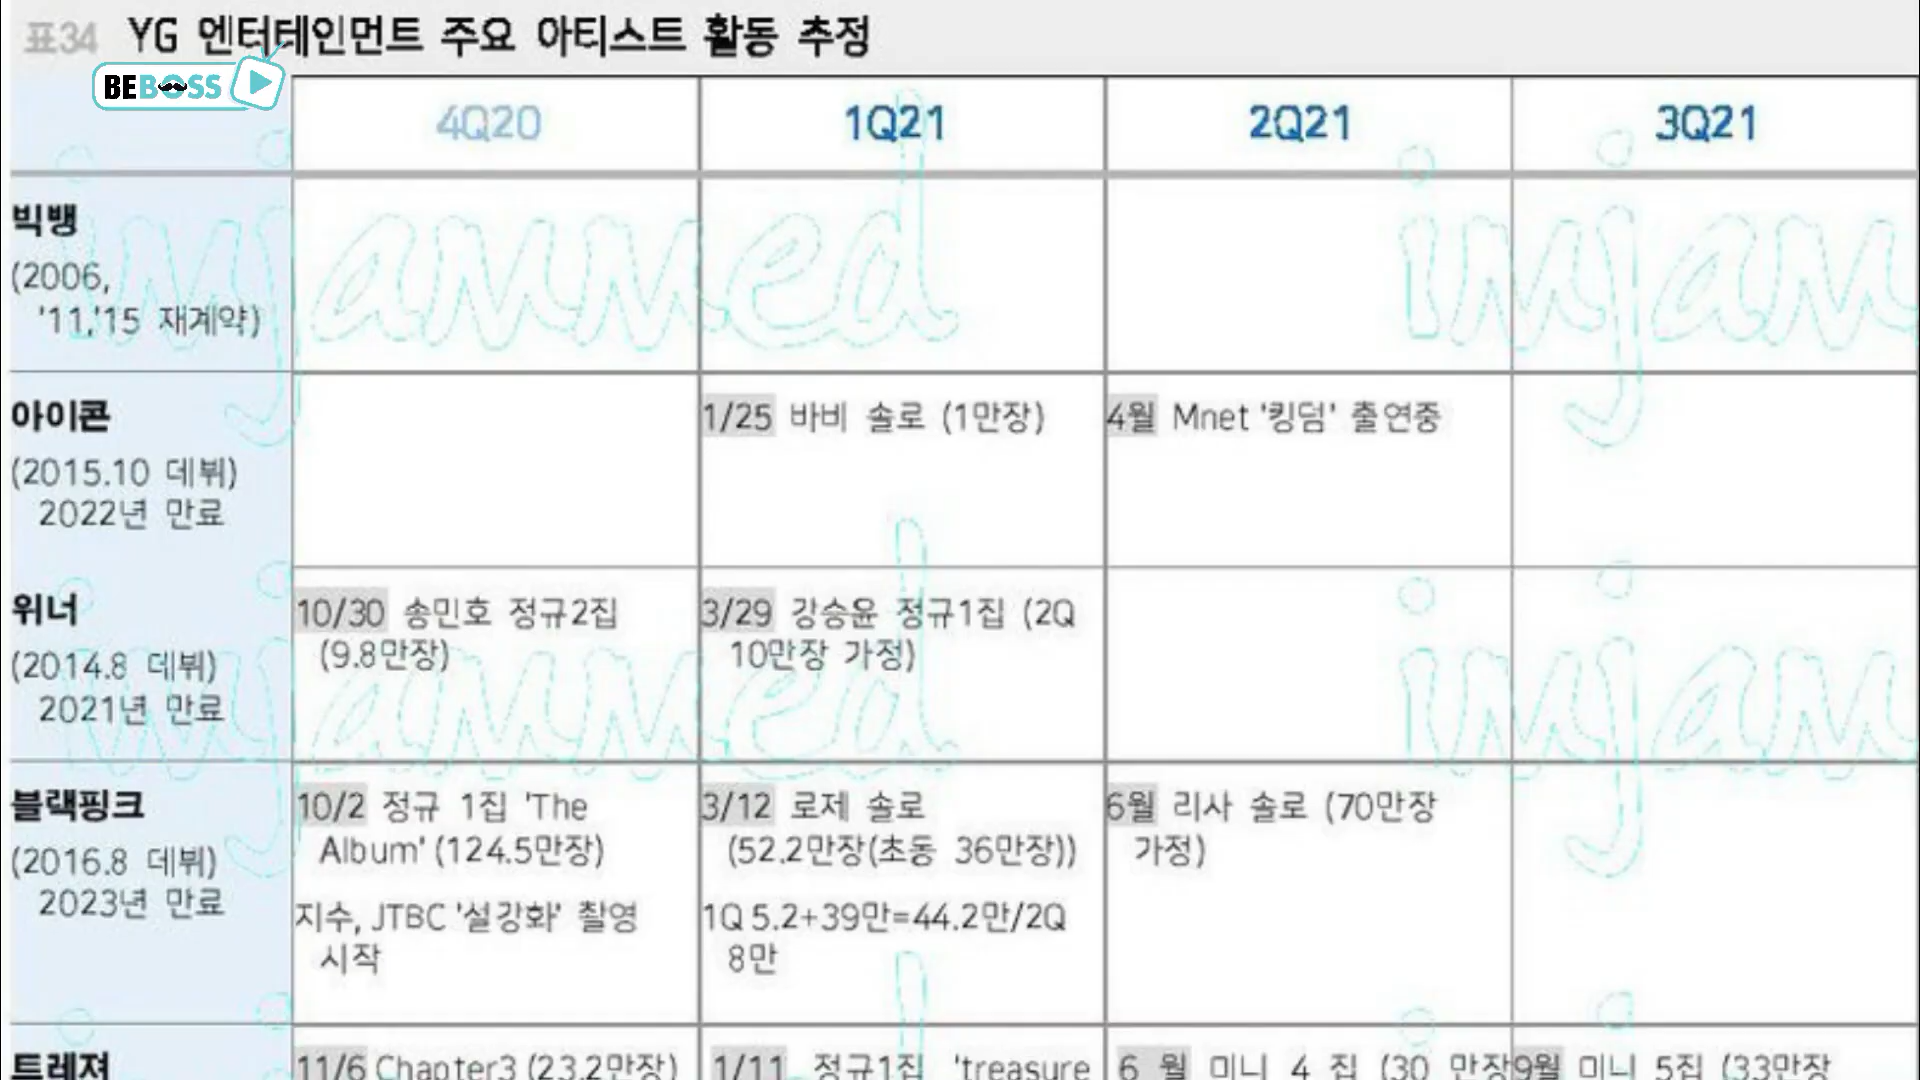 표34 YG 엔터테인먼트 주요 아티스트 활동 추정
BEBOSS
4Q20 1Q21 2Q21 3Q21
빅뱅
(2006,
'11,'15 재계약)
아이콘
(2015.10 데뷔)
2022년 만료
1/25 바비 솔로 (1만장)
4월 Mnet '킹덤' 출연중
위너
(2014.8 데뷔)
2021년 만료
10/30 송민호 정규2집
(9.8만장)
3/29 강승윤 정규1집 (2Q
10만장 가정)
블랙핑크
(2016.8 데뷔)
2023년 만료
10/2 정규 1집 'The
Album' (124.5만장)
지수, JTBC '설강화' 촬영
시작
3/12 로제 솔로
(52.2만장(초동 36만장))
1Q 5.2+39만=44.2만/2Q
8만
6월 리사 솔로 (70만장
가정)
트레져
11/6 Chapter3 (23.2만장)
1/11 정규1집 'treasure
6 월 미니 4 집 (30 만장
9월 미니 5집 (33만장
injammed
injam
injammed
injam